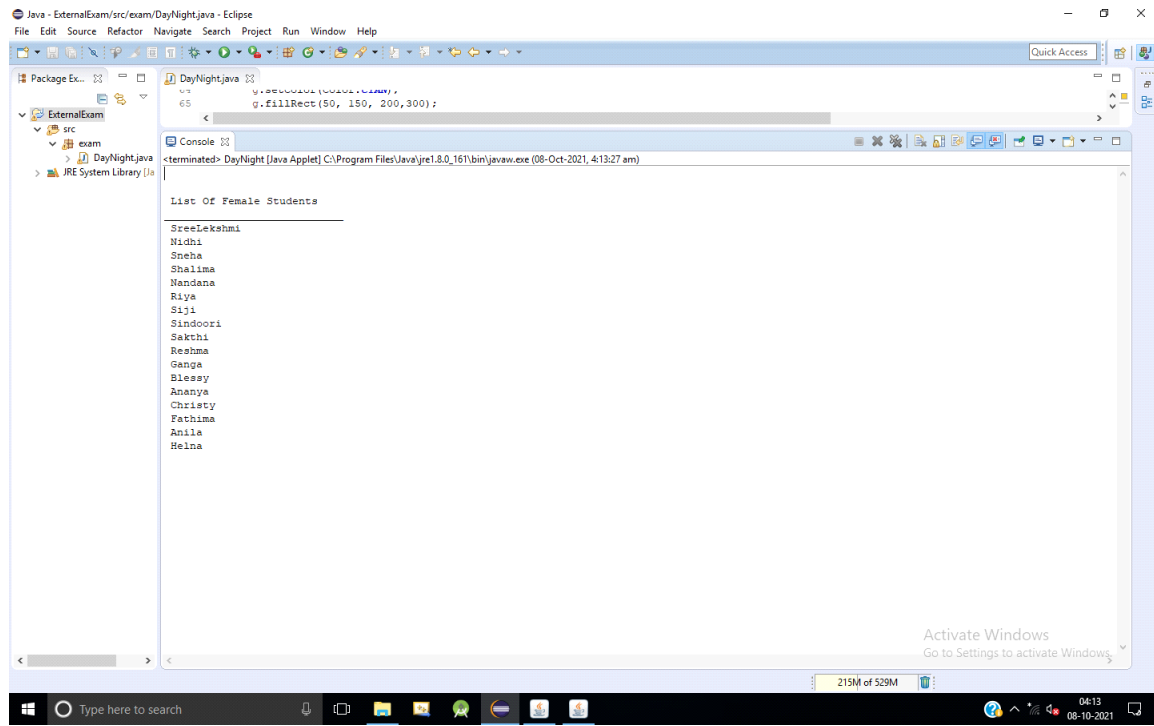 Java - ExternalExam/src/exam/DayNight.java - Eclipse
File Edit Source Refactor Navigate Search Project Run Window Help
Quick Access
Package Ex...
DayNight.java
64 g.setColor(Color.CYAN);
65 g.fillRect(50, 150, 200,300);
ExternalExam
src
exam
DayNight.java
JRE System Library [Ja
Console
<terminated> DayNight [Java Applet] C:\Program Files\Java\jre1.8.0_161\bin\javaw.exe (08-Oct-2021, 4:13:27 am)
List Of Female Students
SreeLekshmi
Nidhi
Sneha
Shalima
Nandana
Riya
Siji
Sindoori
Sakthi
Reshma
Ganga
Blessy
Ananya
Christy
Fathima
Anila
Helna
Activate Windows
Go to Settings to activate Windows.
215M of 529M
Type here to search
04:13
08-10-2021